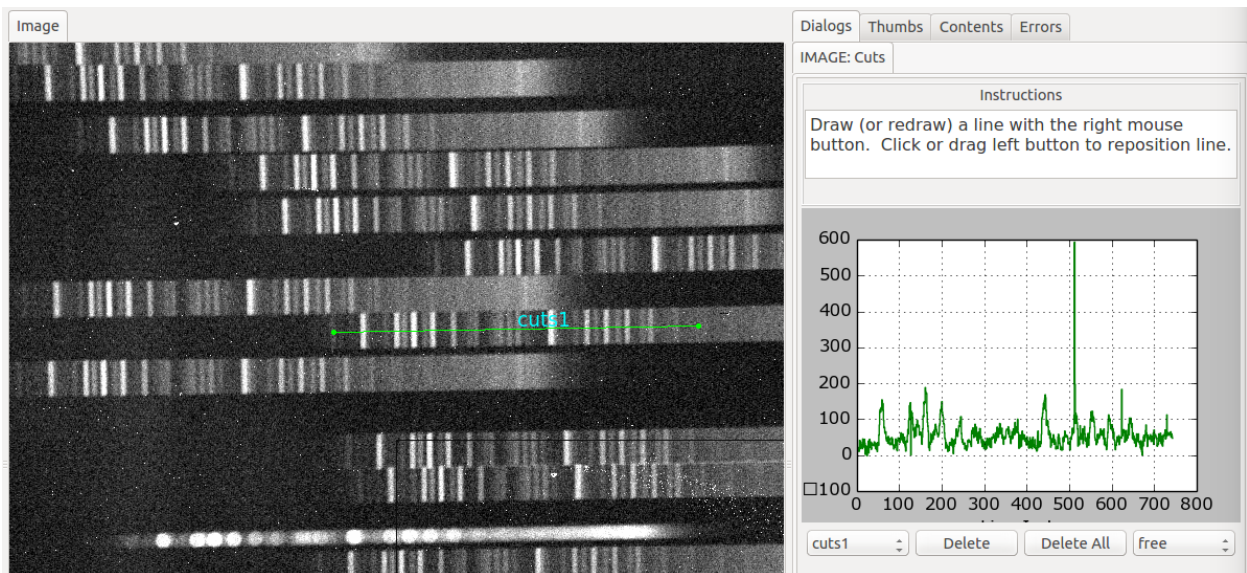 Image
cuts1
Dialogs Thumbs Contents Errors
IMAGE: Cuts
Instructions
Draw (or redraw) a line with the right mouse
button. Click or drag left button to reposition line.
600
500
400
300
200
100
0
□100
0 100 200 300 400 500 600 700 800
cuts1 Delete Delete All free